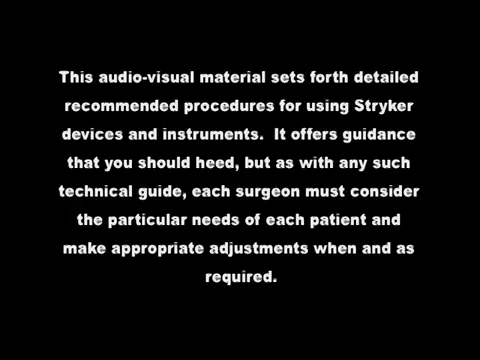 This audio-visual material sets forth detailed
recommended procedures for using Stryker
devices and instruments.  It offers guidance
that you should heed, but as with any such
technical guide, each surgeon must consider
the particular needs of each patient and
make appropriate adjustments when and as
required.